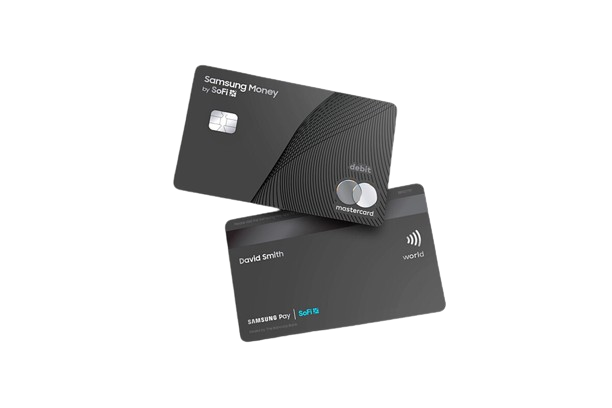 Samsung Money
by SoFi
debit
mastercard
David Smith
world
SAMSUNG Pay | SoFi